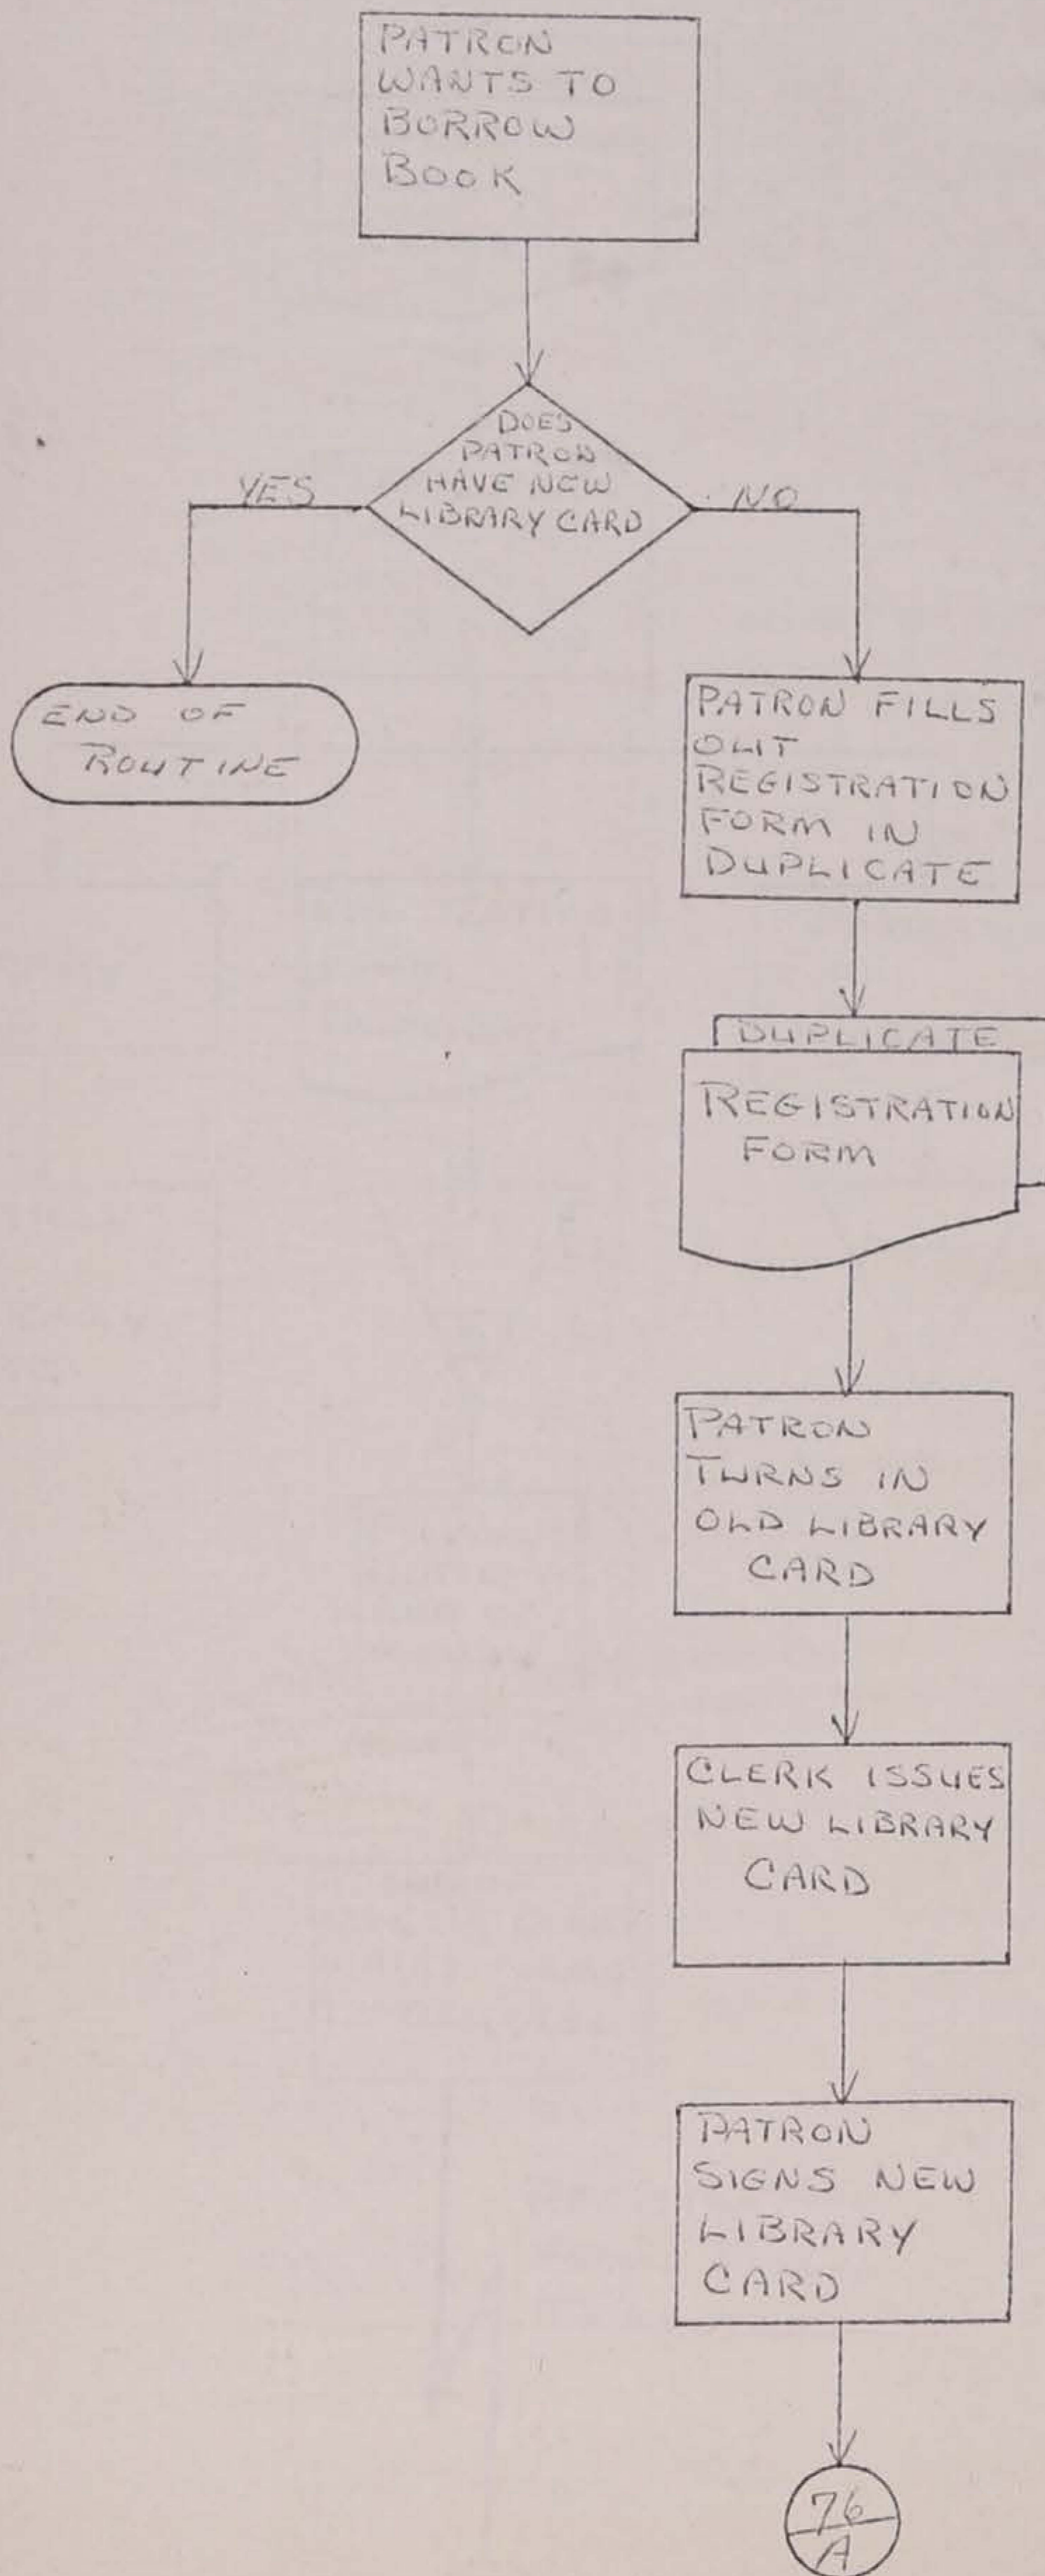 PATRON
WANTS TO
BORROW
BOOK
DOES
PATRON
HAVE NEW
LIBRARY CARD
YES
NO
END OF
ROUTINE
PATRON FILLS
OUT
REGISTRATION
FORM IN
DUPLICATE
DUPLICATE
REGISTRATION
FORM
PATRON
TURNS IN
OLD LIBRARY
CARD
CLERK ISSUES
NEW LIBRARY
CARD
PATRON
SIGNS NEW
LIBRARY
CARD
76
A